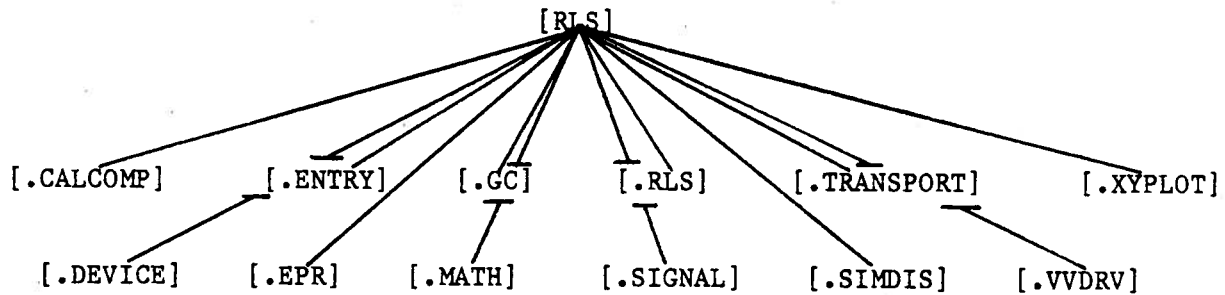 [RLS]
[.CALCOMP] [.ENTRY] [.GC] [.RLS] [.TRANSPORT] [.XYPLOT]
[.DEVICE] [.EPR] [.MATH] [.SIGNAL] [.SIMDIS] [.VVDRV]